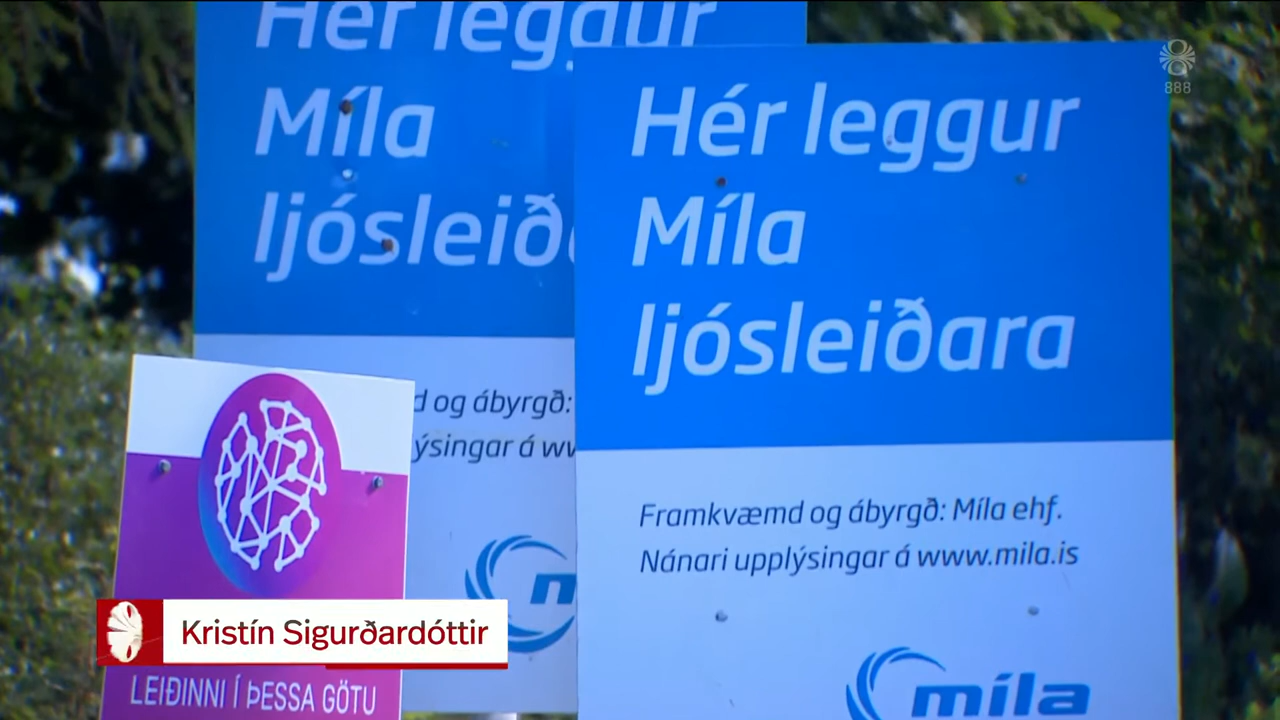 Hér leggur
Míla
ljósleið
d og ábyrgð:
ýsingar á ww
Hér leggur
Míla
ljósleiðara
Framkvæmd og ábyrgð: Míla ehf.
Nánari upplýsingar á www.mila.is
míla
888
Kristín Sigurðardóttir
LEIÐINNI Í ÞESSA GÖTU